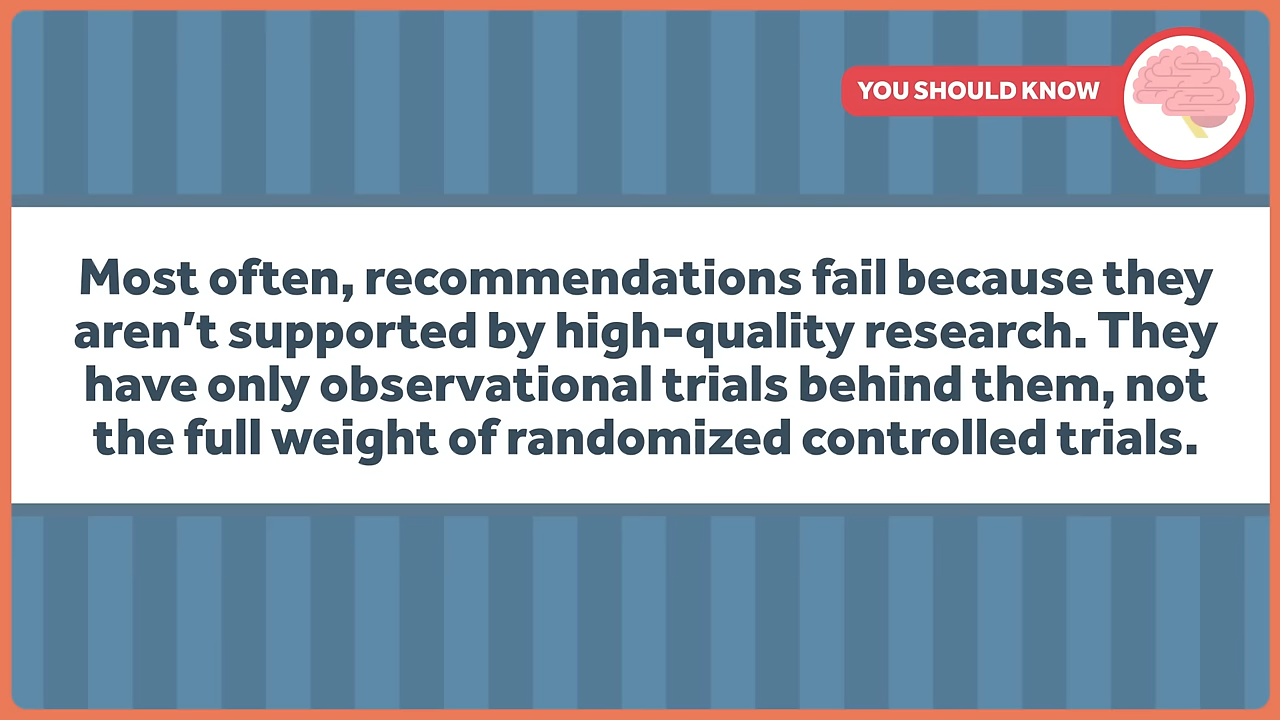 YOU SHOULD KNOW
Most often, recommendations fail because they
aren't supported by high-quality research. They
have only observational trials behind them, not
the full weight of randomized controlled trials.